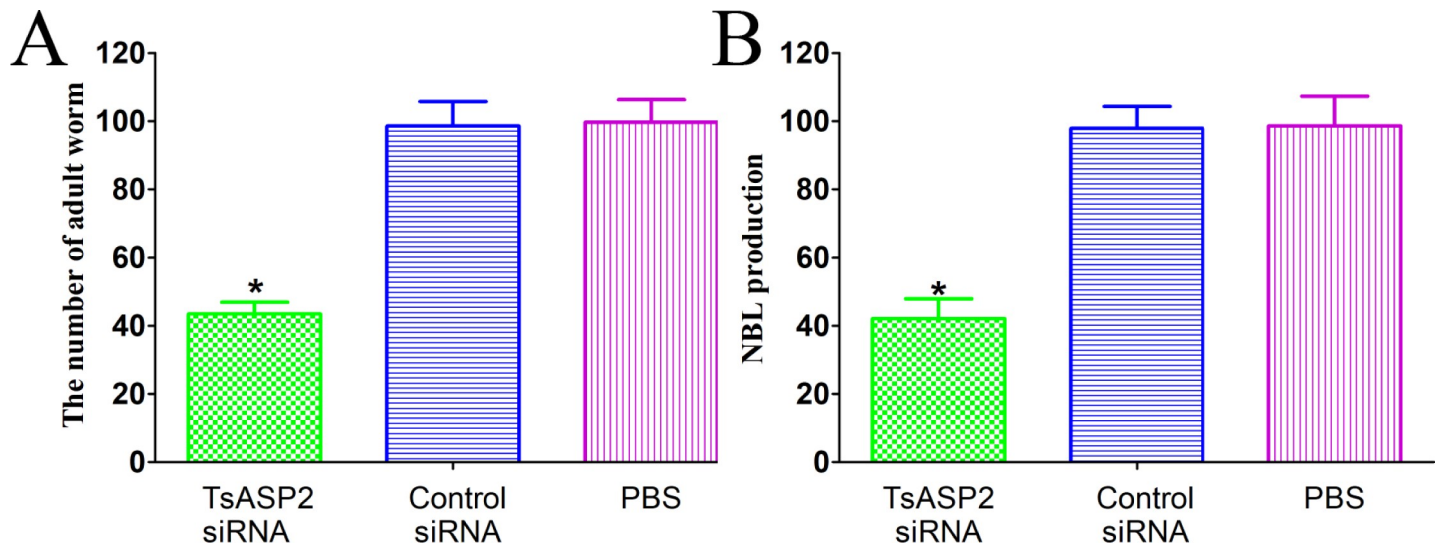 A
The number of adult worm
120
100
80
60
40
20
0
*
TsASP2
siRNA
Control
siRNA
PBS
B
NBL production
120
100
80
60
40
20
0
*
TsASP2
siRNA
Control
siRNA
PBS